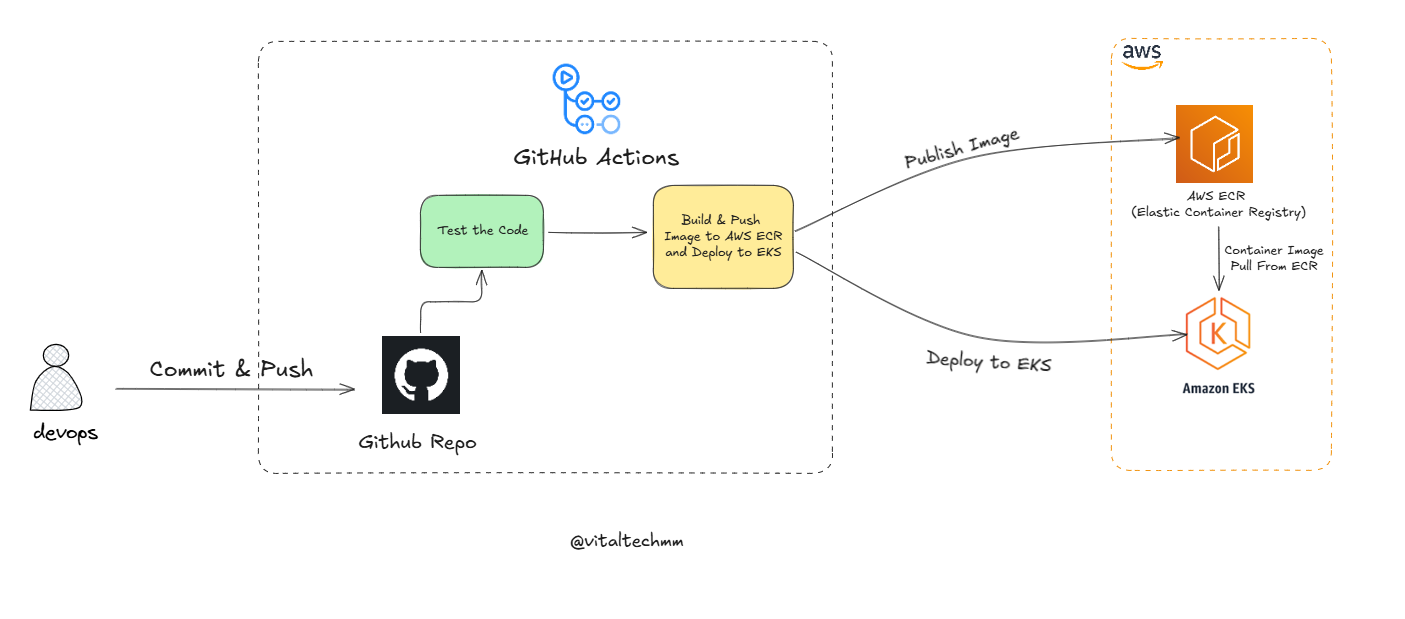 aws
GitHub Actions
Publish Image
AWS ECR
(Elastic Container Registry)
Test the Code
Build & Push
Image to AWS ECR
and Deploy to EKS
Container Image
Pull From ECR
K
Deploy to EKS
Amazon EKS
Commit & Push
devops
Github Repo
@vitaltechmm